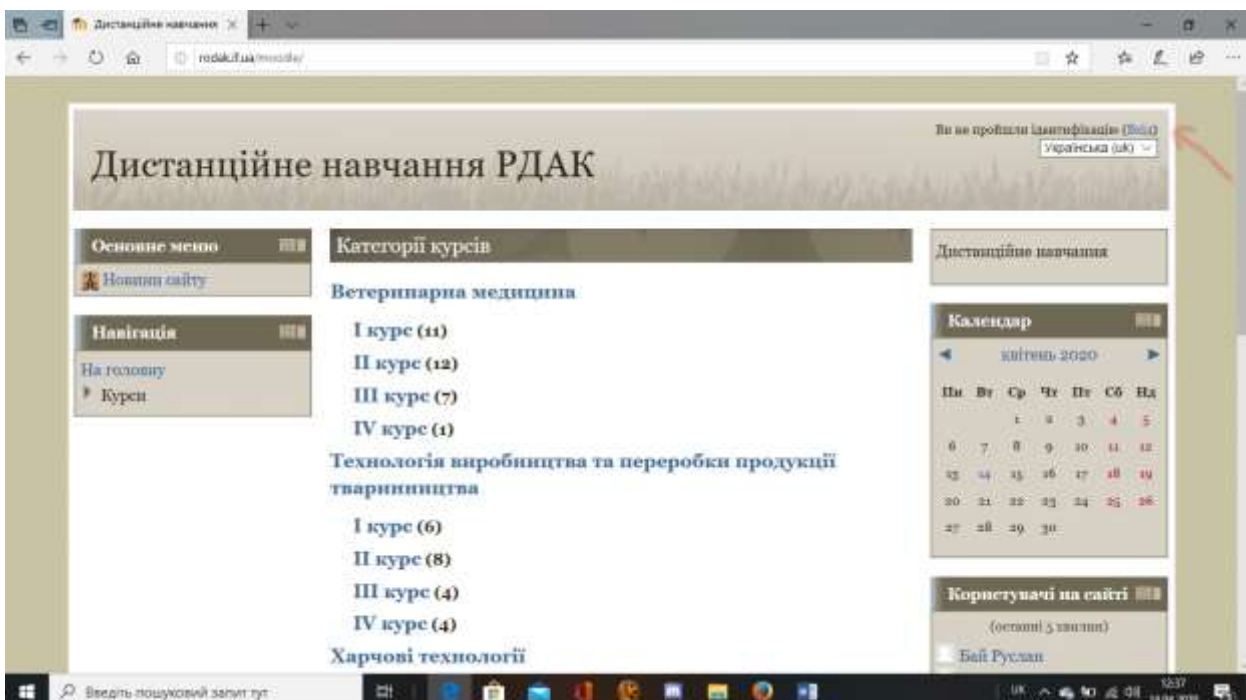 Дистанційне навчання
rodak.if.ua/moodle/
Ви не пройшли ідентифікацію (Вхід)
Українська (uk)
Дистанційне навчання РДАК
Основне меню
Новини сайту
Навігація
На головну
Курси
Категорії курсів
Ветеринарна медицина
I курс (11)
II курс (12)
III курс (7)
IV курс (1)
Технологія виробництва та переробки продукції
тваринництва
I курс (6)
II курс (8)
III курс (4)
IV курс (4)
Харчові технології
Дистанційне навчання
Календар
квітень 2020
Пн Вт Ср Чт Пт Сб Нд
1 2 3 4 5
6 7 8 9 10 11 12
13 14 15 16 17 18 19
20 21 22 23 24 25 26
27 28 29 30
Користувачі на сайті
(останні 5 хвилин)
Бай Руслан
Введіть пошуковий запит тут
УК
12:37